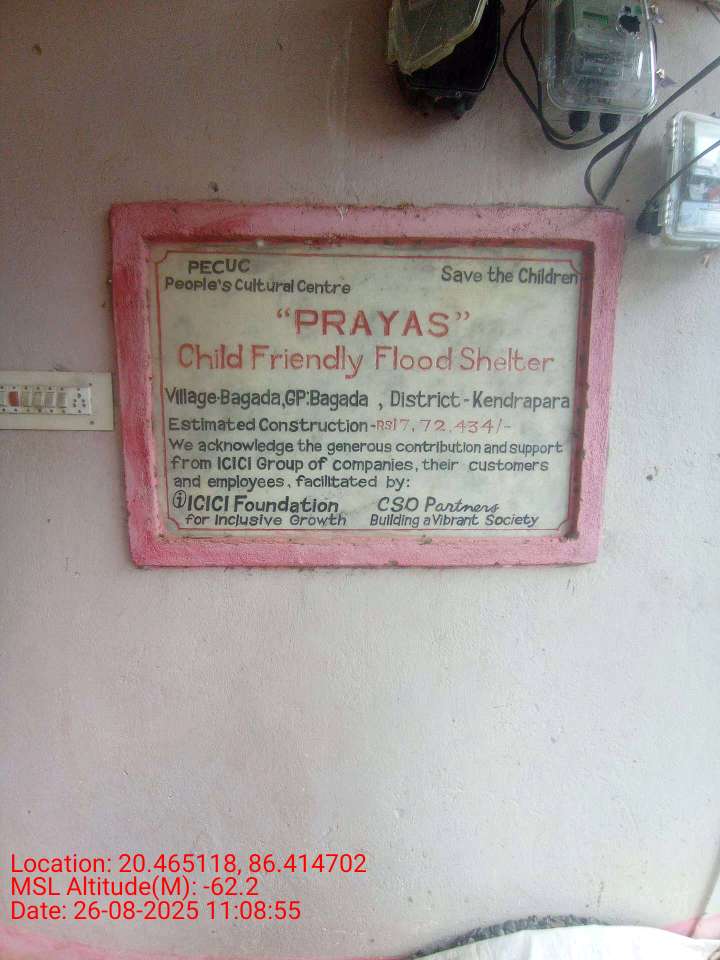 PECUC
People's Cultural Centre
Save the Children
"PRAYAS"
Child Friendly Flood Shelter
Village-Bagada,GP:Bagada , District-Kendrapara
Estimated Construction-RS17,72,434/-
We acknowledge the generous contribution and support
from ICICI Group of companies, their customers
and employees, facilitated by:
ICICI Foundation
for Inclusive Growth
CSO Partners
Building a Vibrant Society
Location: 20.465118, 86.414702
MSL Altitude(M): -62.2
Date: 26-08-2025 11:08:55